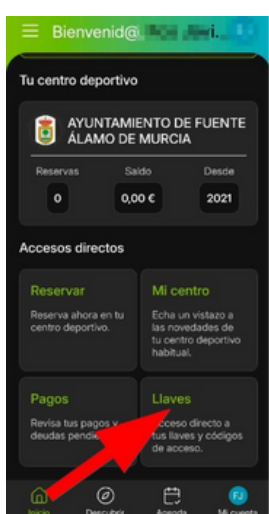 Bienvenid@
Tu centro deportivo
AYUNTAMIENTO DE FUENTE
ÁLAMO DE MURCIA
Reservas Saldo Desde
0 0,00 € 2021
Accesos directos
Reservar
Reserva ahora en tu
centro deportivo.
Mi centro
Echa un vistazo a
las novedades de
tu centro deportivo
habitual.
Pagos
Revisa tus pagos y
deudas
Llaves
Acceso directo a
tus llaves y códigos
de acceso.
Inicio Descubrir Agenda Mi cuenta
FJ